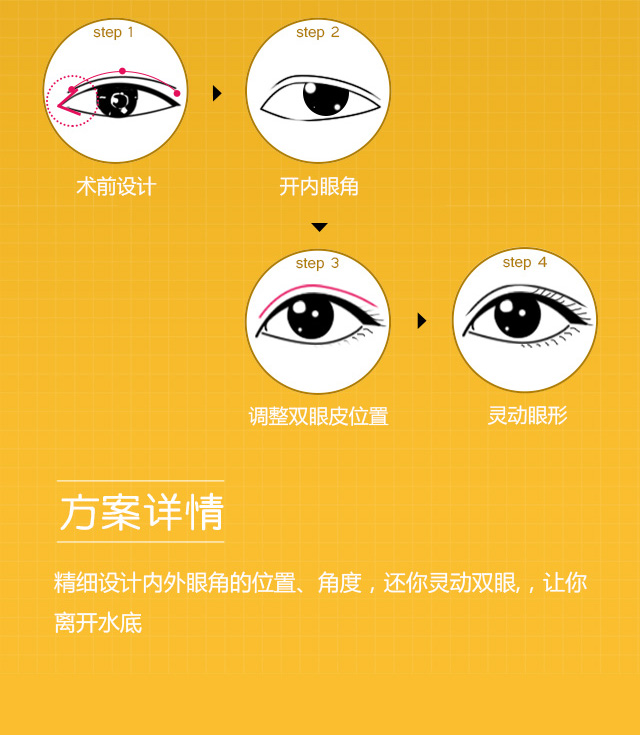 step 1
step 2
术前设计
开内眼角
step 3
step 4
调整双眼皮位置
灵动眼形
方案详情
精细设计内外眼角的位置、角度，还你灵动双眼,，让你
离开水底